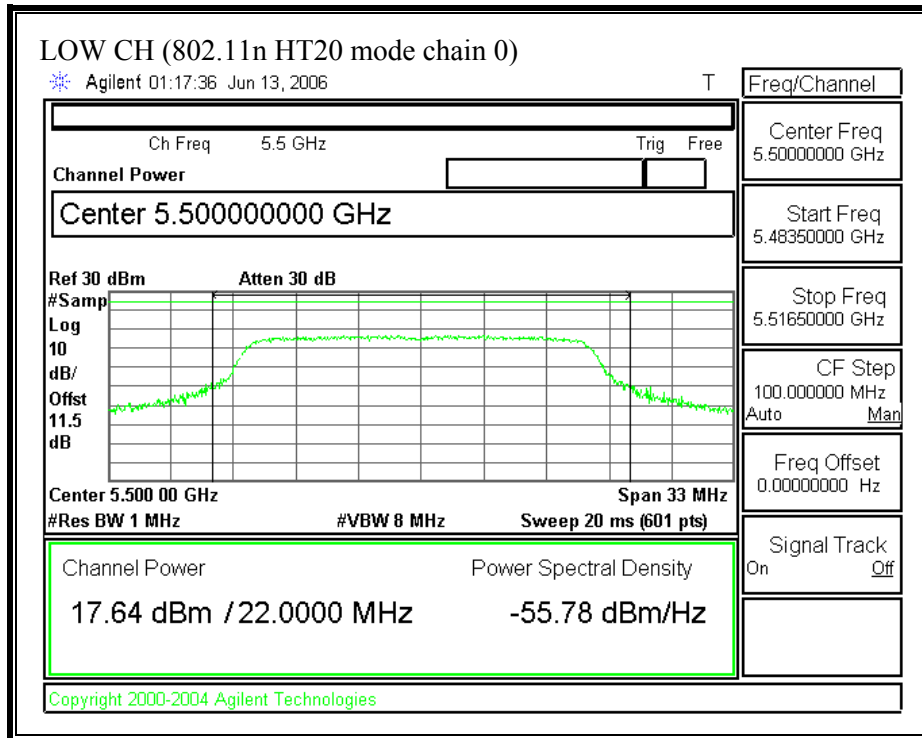 LOW CH (802.11n HT20 mode chain 0)
Agilent 01:17:36 Jun 13, 2006 T
Ch Freq 5.5 GHz Trig Free
Channel Power
Center 5.500000000 GHz
Ref 30 dBm Atten 30 dB
#Samp
Log
10
dB/
Offst
11.5
dB
Center 5.500 00 GHz Span 33 MHz
#Res BW 1 MHz #VBW 8 MHz Sweep 20 ms (601 pts)
Channel Power Power Spectral Density
17.64 dBm / 22.0000 MHz -55.78 dBm/Hz
Copyright 2000-2004 Agilent Technologies
Freq/Channel
Center Freq
5.50000000 GHz
Start Freq
5.48350000 GHz
Stop Freq
5.51650000 GHz
CF Step
100.000000 MHz
Auto Man
Freq Offset
0.00000000 Hz
Signal Track
On Off